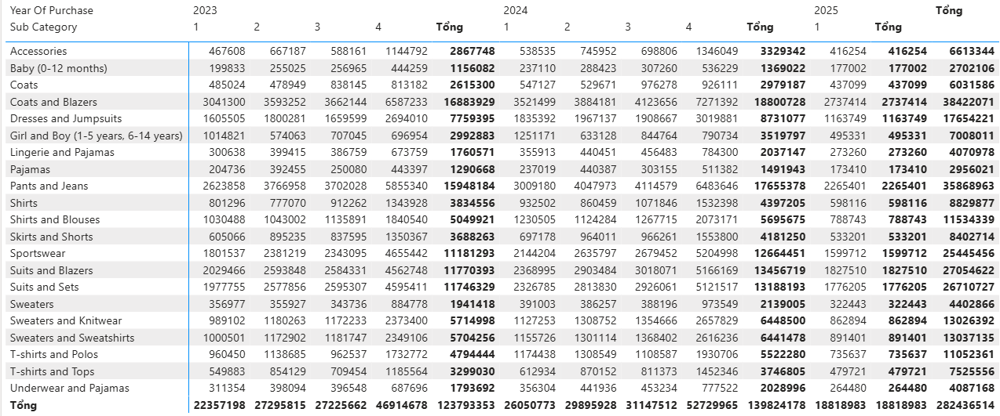 Year Of Purchase 2023 2024 2025 Tổng
Sub Category 1 2 3 4 Tổng 1 2 3 4 Tổng 1 Tổng
Accessories 467608 667187 588161 1144792 2867748 538535 745952 698806 1346049 3329342 416254 416254 6613344
Baby (0-12 months) 199833 255025 256965 444259 1156082 237110 288423 307260 536229 1369022 177002 177002 2702106
Coats 485024 478949 838145 813182 2615300 547127 529671 976278 926111 2979187 437099 437099 6031586
Coats and Blazers 3041300 3593252 3662144 6587233 16883929 3521499 3884181 4123656 7271392 18800728 2737414 2737414 38422071
Dresses and Jumpsuits 1605505 1800281 1659599 2694010 7759395 1835392 1967137 1908667 3019881 8731077 1163749 1163749 17654221
Girl and Boy (1-5 years, 6-14 years) 1014821 574063 707045 696954 2992883 1251171 633128 844764 790734 3519797 495331 495331 7008011
Lingerie and Pajamas 300638 399415 386759 673759 1760571 355913 440451 456483 784300 2037147 273260 273260 4070978
Pajamas 204736 392455 250080 443397 1290668 237019 440387 303155 511382 1491943 173410 173410 2956021
Pants and Jeans 2623858 3766958 3702028 5855340 15948184 3009180 4047973 4114579 6483646 17655378 2265401 2265401 35868963
Shirts 801296 777070 912262 1343928 3834556 932502 860459 1071846 1532398 4397205 598116 598116 8829877
Shirts and Blouses 1030488 1043002 1135891 1840540 5049921 1230505 1124284 1267715 2073171 5695675 788743 788743 11534339
Skirts and Shorts 605066 895235 837595 1350367 3688263 697178 964011 966261 1553800 4181250 533201 533201 8402714
Sportswear 1801537 2381219 2343095 4655442 11181293 2144204 2635797 2679452 5204998 12664451 1599712 1599712 25445456
Suits and Blazers 2029466 2593848 2584331 4562748 11770393 2368995 2903484 3018071 5166169 13456719 1827510 1827510 27054622
Suits and Sets 1977755 2577856 2595307 4595411 11746329 2326785 2813830 2926061 5121517 13188193 1776205 1776205 26710727
Sweaters 356977 355927 343736 884778 1941418 391003 386257 388196 973549 2139005 322443 322443 4402866
Sweaters and Knitwear 989102 1180263 1172233 2373400 5714998 1127253 1308752 1354666 2657829 6448500 862894 862894 13026392
Sweaters and Sweatshirts 1000501 1172902 1181747 2349106 5704256 1155726 1301114 1368402 2616236 6441478 891401 891401 13037135
T-shirts and Polos 960450 1138685 962537 1732772 4794444 1174438 1308549 1108587 1930706 5522280 735637 735637 11052361
T-shirts and Tops 549883 854129 709454 1185564 3299030 612934 870152 811373 1452346 3746805 479721 479721 7525556
Underwear and Pajamas 311354 398094 396548 687696 1793692 356304 441936 453234 777522 2028996 264480 264480 4087168
Tổng 22357198 27295815 27225662 46914678 123793353 26050773 29895928 31147512 52729965 139824178 18818983 18818983 282436514